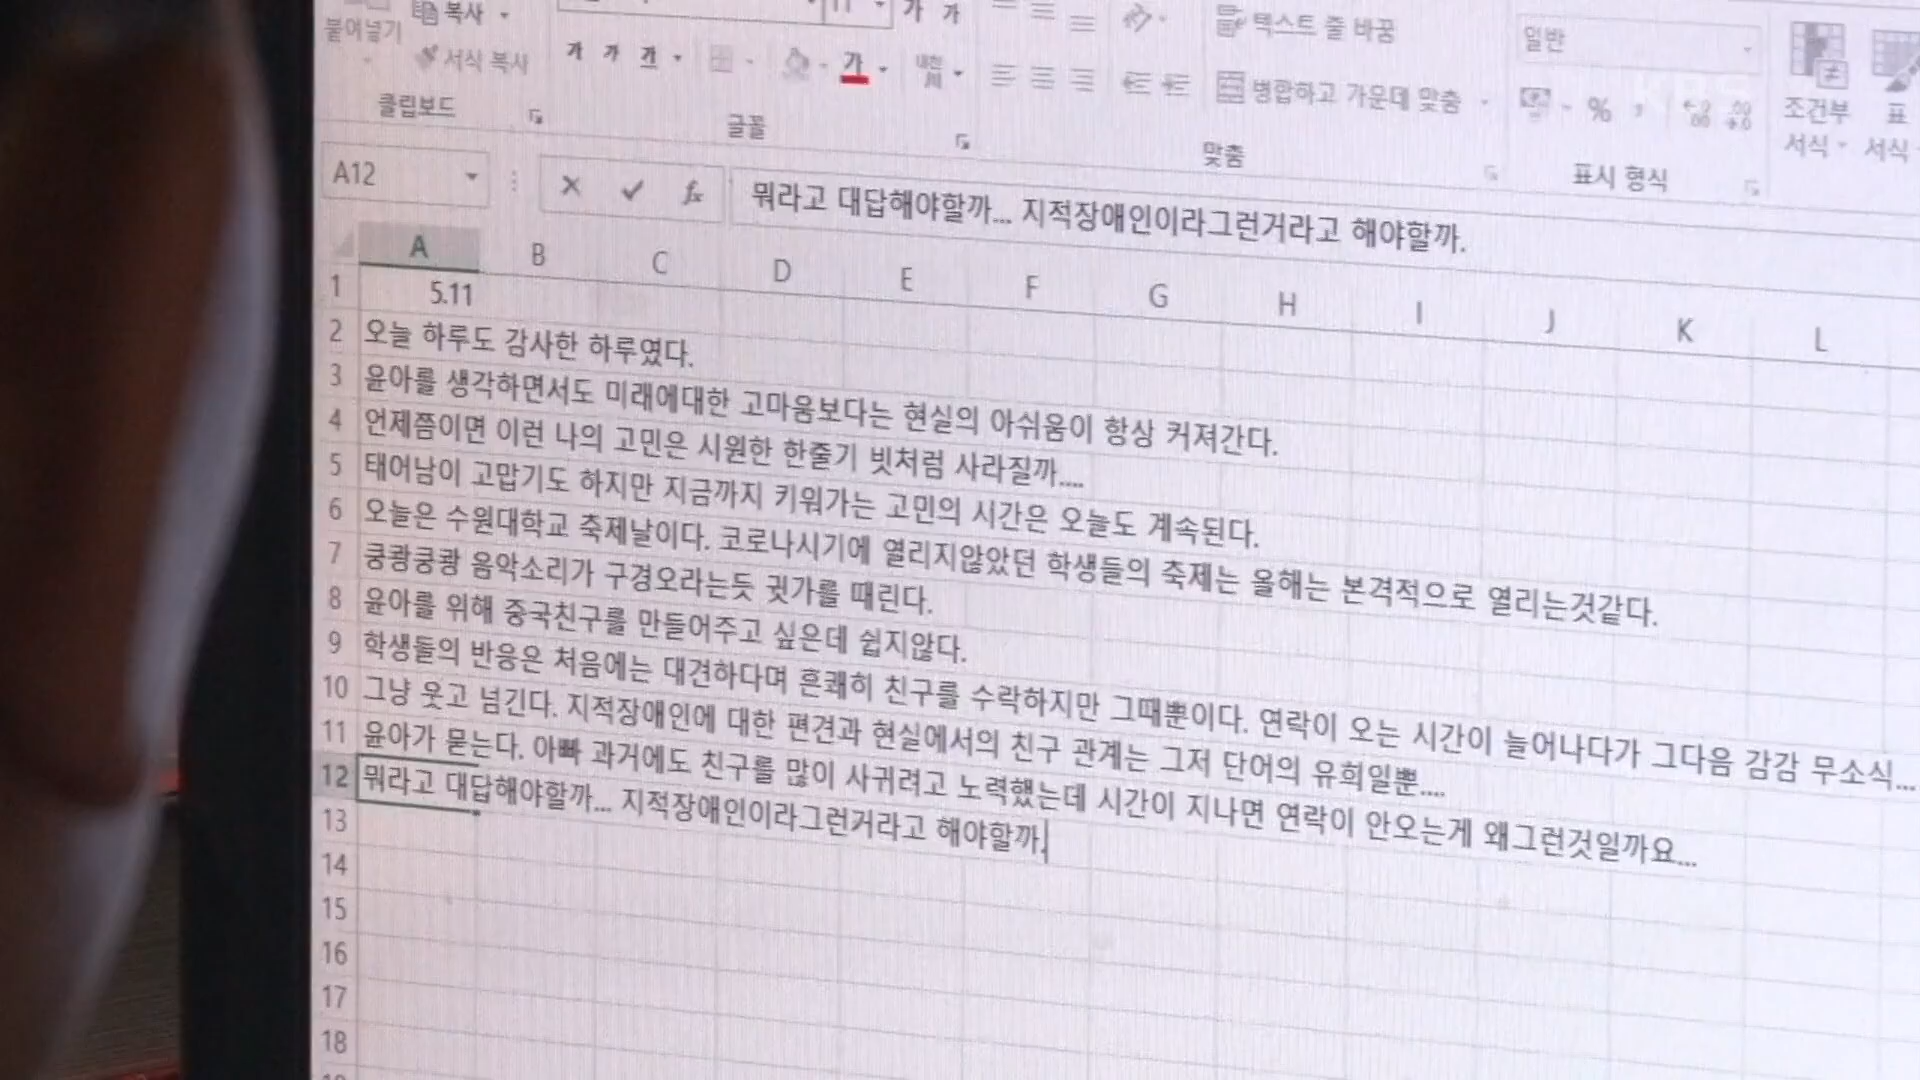 붙여넣기 복사
서식 복사
클립보드
11 가 가
가 가 가 가 내천
글꼴
텍스트 줄 바꿈
병합하고 가운데 맞춤
맞춤
일반
% ,
표시 형식
조건부 표
서식 서식
A12 fx 뭐라고 대답해야할까... 지적장애인이라그런거라고 해야할까.
A B C D E F G H I J K L
1 5.11
2 오늘 하루도 감사한 하루였다.
3 윤아를 생각하면서도 미래에대한 고마움보다는 현실의 아쉬움이 항상 커져간다.
4 언제쯤이면 이런 나의 고민은 시원한 한줄기 빗처럼 사라질까....
5 태어남이 고맙기도 하지만 지금까지 키워가는 고민의 시간은 오늘도 계속된다.
6 오늘은 수원대학교 축제날이다. 코로나시기에 열리지않았던 학생들의 축제는 올해는 본격적으로 열리는것같다.
7 쿵쾅쿵쾅 음악소리가 구경오라는듯 귓가를 때린다.
8 윤아를 위해 중국친구를 만들어주고 싶은데 쉽지않다.
9 학생들의 반응은 처음에는 대견하다며 흔쾌히 친구를 수락하지만 그때뿐이다. 연락이 오는 시간이 늘어나다가 그다음 감감 무소식...
10 그냥 웃고 넘긴다. 지적장애인에 대한 편견과 현실에서의 친구 관계는 그저 단어의 유희일뿐....
11 윤아가 묻는다. 아빠 과거에도 친구를 많이 사귀려고 노력했는데 시간이 지나면 연락이 안오는게 왜그런것일까요...
12 뭐라고 대답해야할까... 지적장애인이라그런거라고 해야할까.
13
14
15
16
17
18